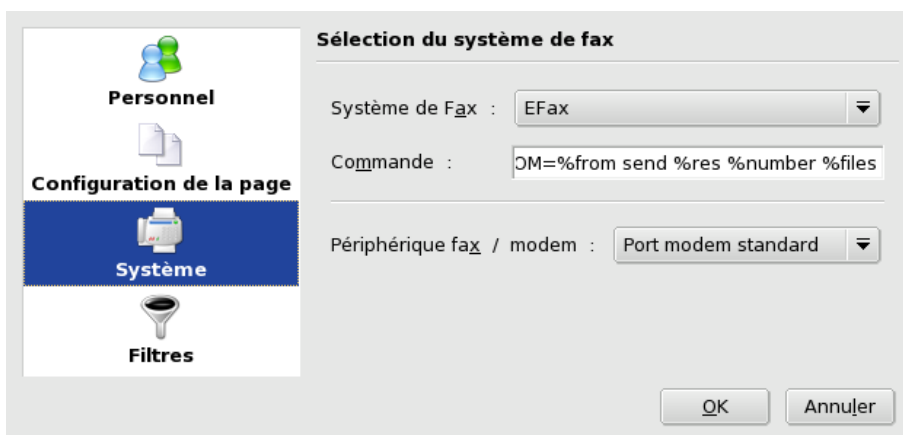 Personnel
Configuration de la page
Système
Filtres
Sélection du système de fax
Système de Fax :
EFax
Commande :
OM=%from send %res %number %files
Périphérique fax / modem :
Port modem standard
OK
Annuler